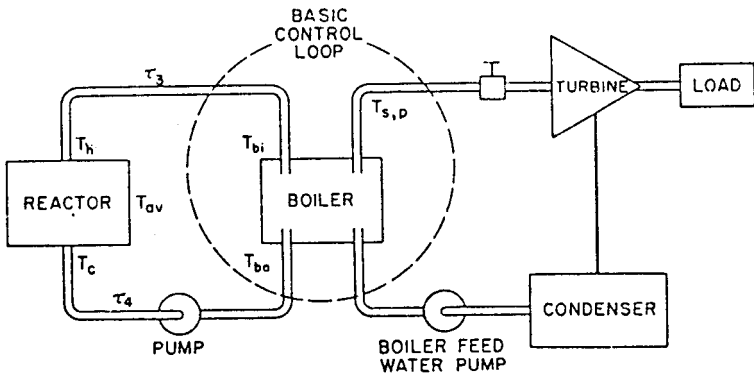 BASIC
CONTROL
LOOP
τ3
Th
Tbi
Ts,p
TURBINE
LOAD
REACTOR
Tav
BOILER
Tc
Tbo
τ4
PUMP
CONDENSER
BOILER FEED
WATER PUMP